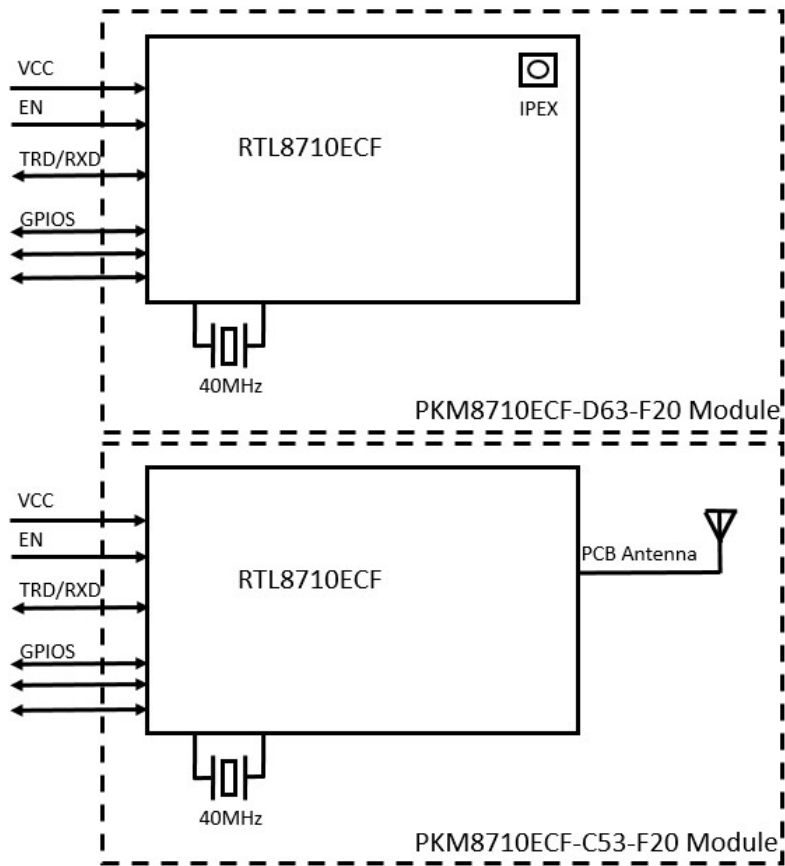 VCC
EN
TRD/RXD
GPIOS
RTL8710ECF
IPEX
40MHz
PKM8710ECF-D63-F20 Module
VCC
EN
TRD/RXD
GPIOS
RTL8710ECF
PCB Antenna
40MHz
PKM8710ECF-C53-F20 Module